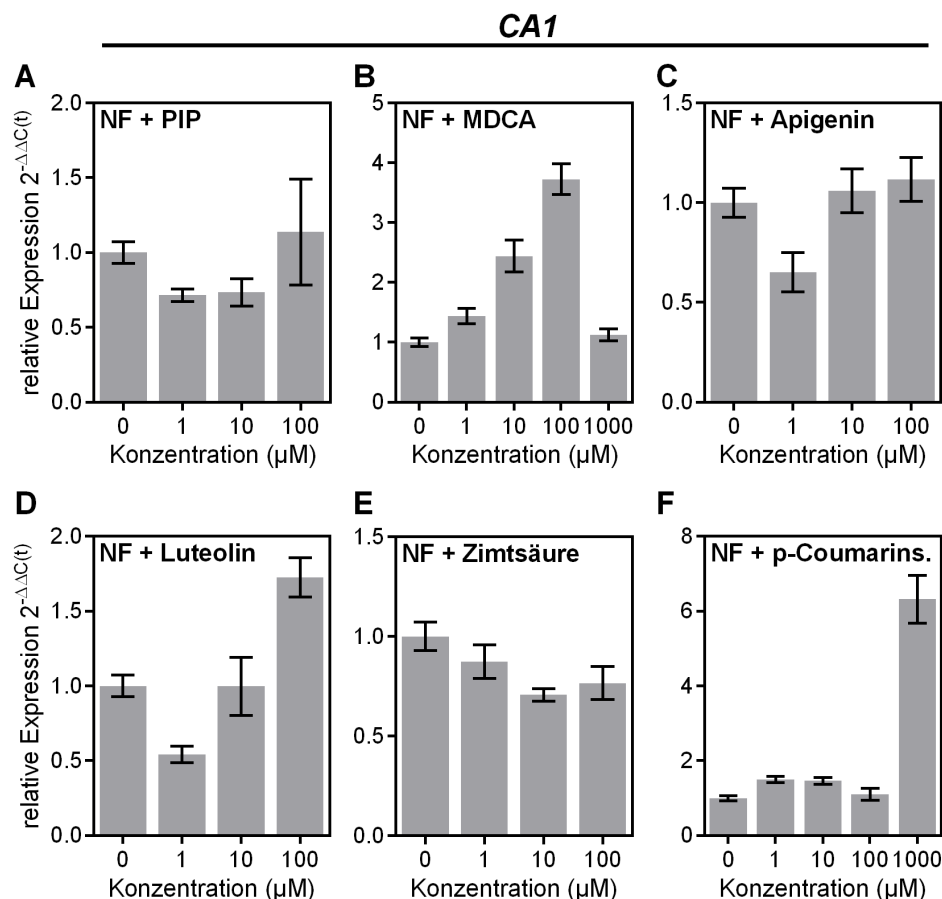 CA1
A
B
C
relative Expression 2-ΔΔC(t)
2.0
1.5
1.0
0.5
0.0
NF + PIP
0 1 10 100
Konzentration (µM)
5
4
3
2
1
0
NF + MDCA
0 1 10 100 1000
Konzentration (µM)
1.5
1.0
0.5
0.0
NF + Apigenin
0 1 10 100
Konzentration (µM)
D
E
F
relative Expression 2-ΔΔC(t)
2.0
1.5
1.0
0.5
0.0
NF + Luteolin
0 1 10 100
Konzentration (µM)
1.5
1.0
0.5
0.0
NF + Zimtsäure
0 1 10 100
Konzentration (µM)
8
6
4
2
0
NF + p-Coumarins.
0 1 10 100 1000
Konzentration (µM)